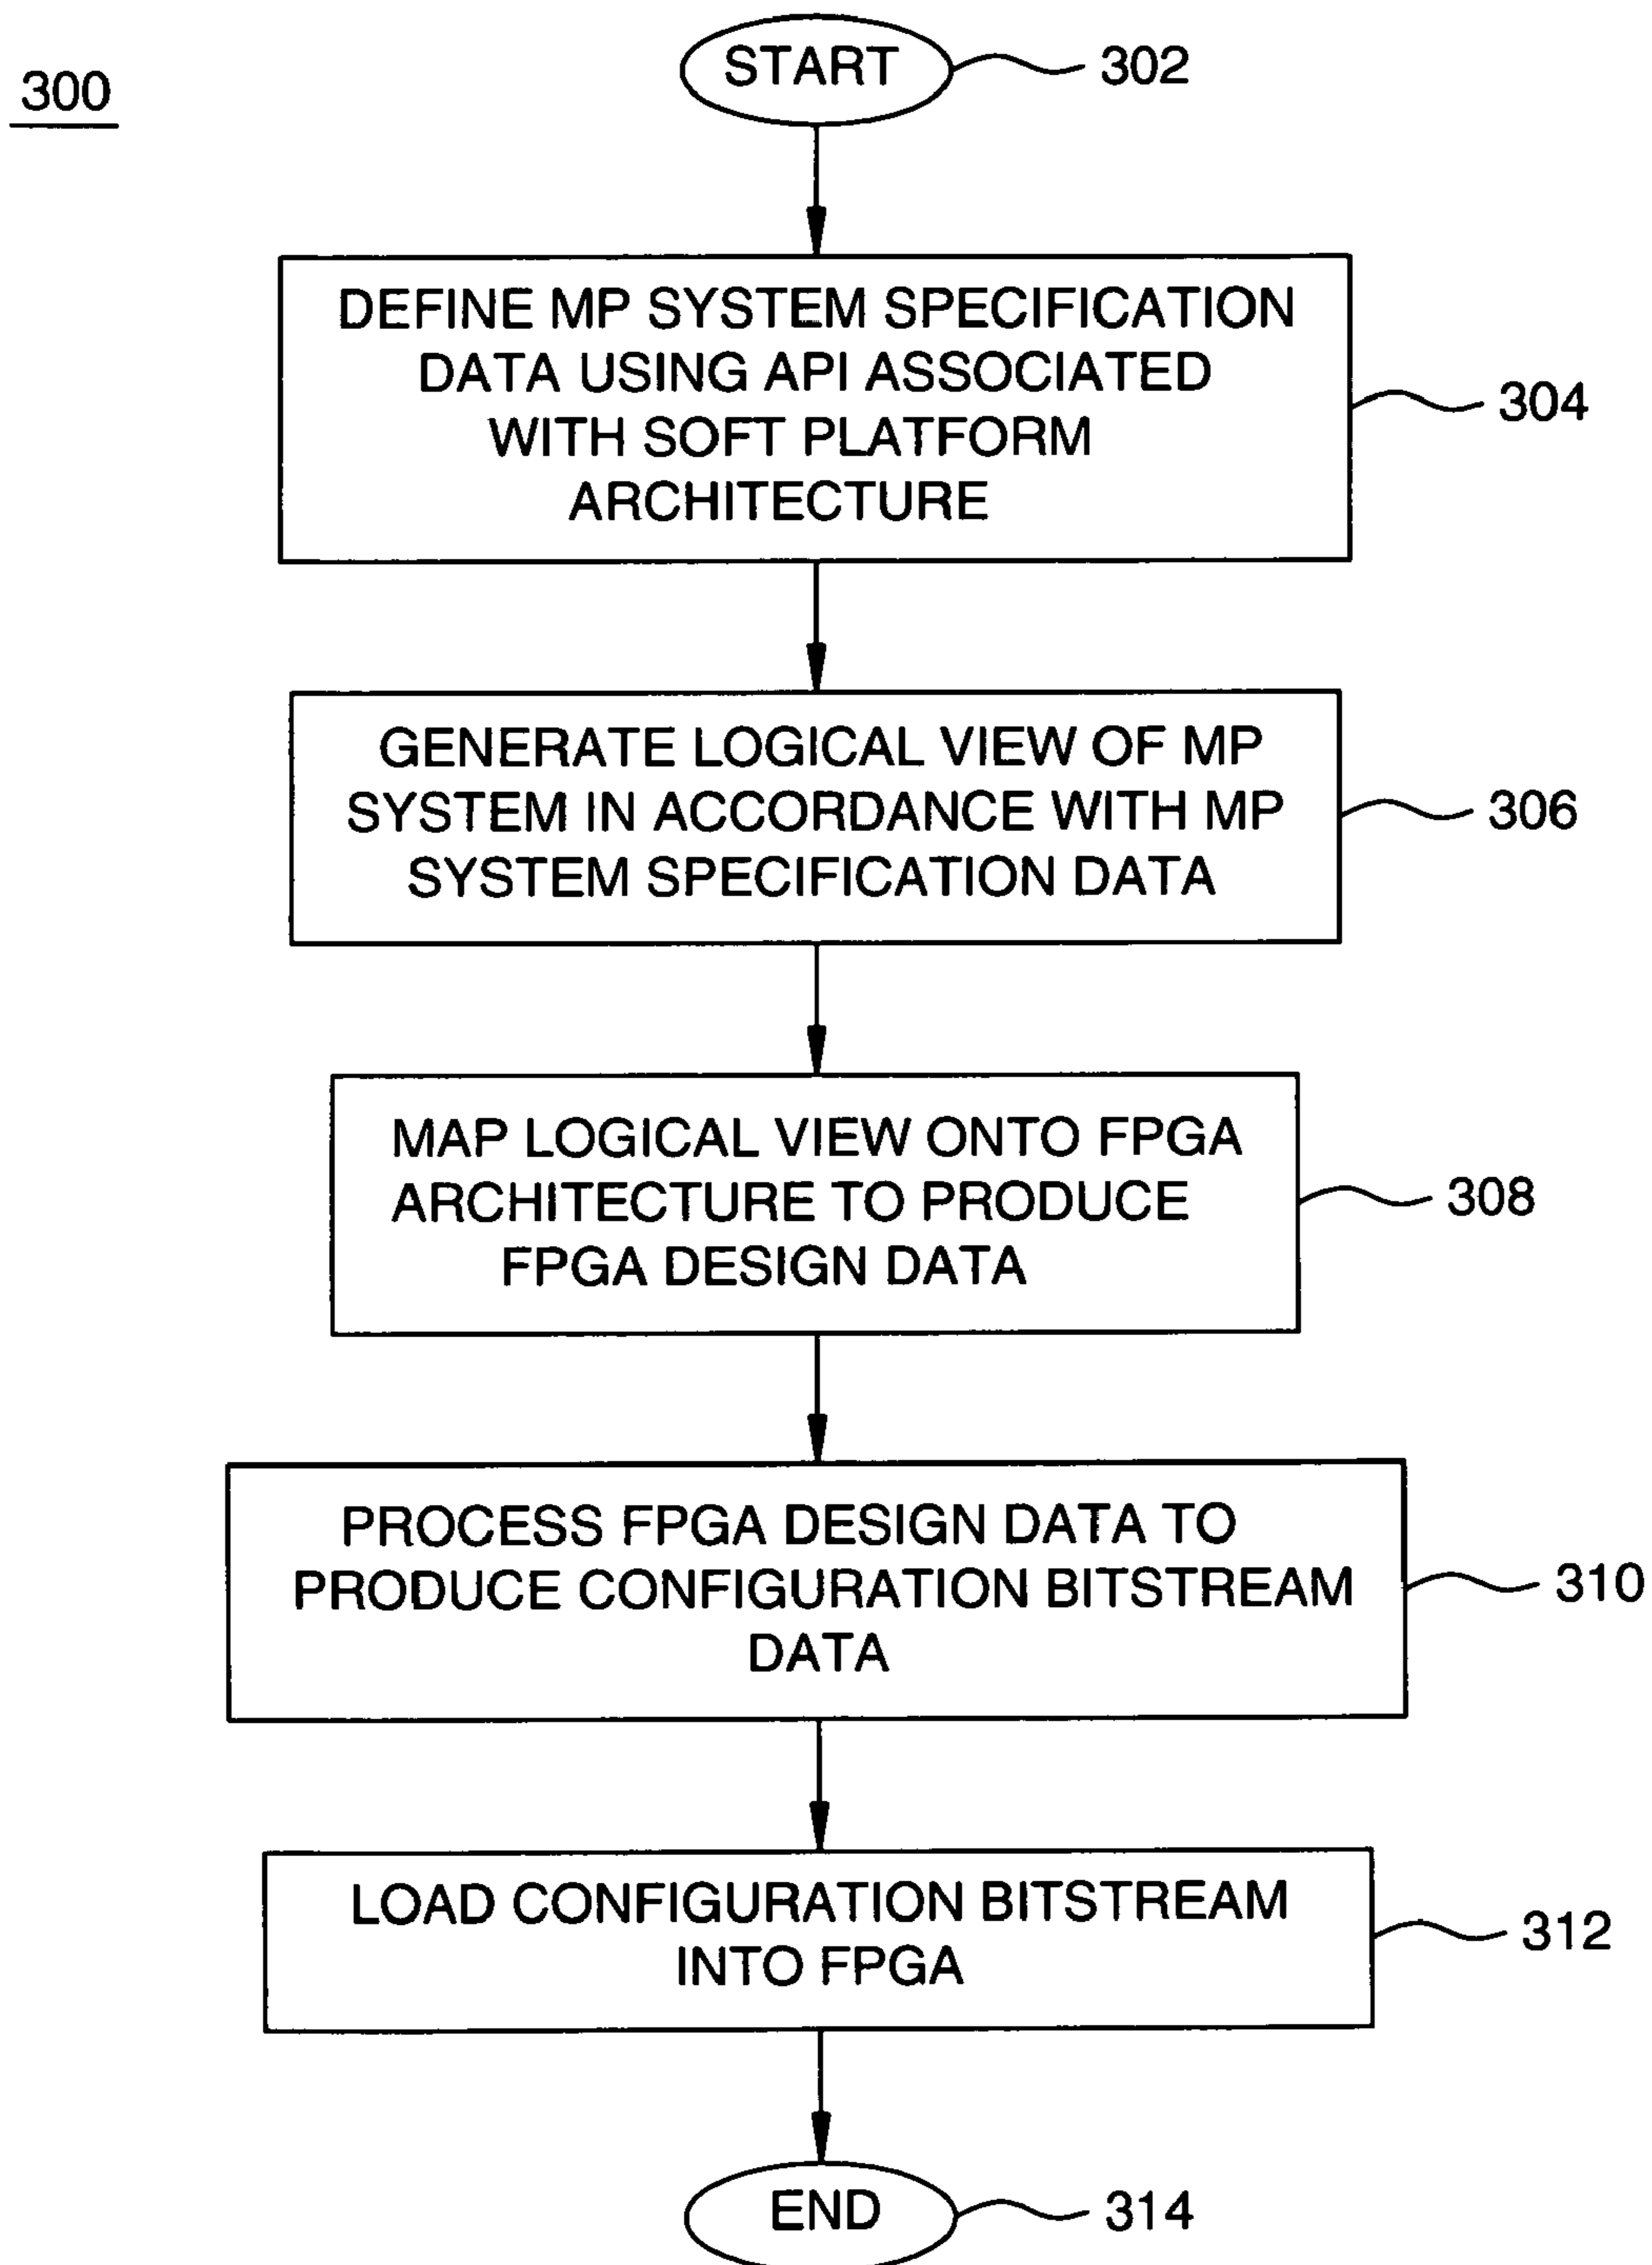 300
START
302
DEFINE MP SYSTEM SPECIFICATION
DATA USING API ASSOCIATED
WITH SOFT PLATFORM
ARCHITECTURE
304
GENERATE LOGICAL VIEW OF MP
SYSTEM IN ACCORDANCE WITH MP
SYSTEM SPECIFICATION DATA
306
MAP LOGICAL VIEW ONTO FPGA
ARCHITECTURE TO PRODUCE
FPGA DESIGN DATA
308
PROCESS FPGA DESIGN DATA TO
PRODUCE CONFIGURATION BITSTREAM
DATA
310
LOAD CONFIGURATION BITSTREAM
INTO FPGA
312
END
314